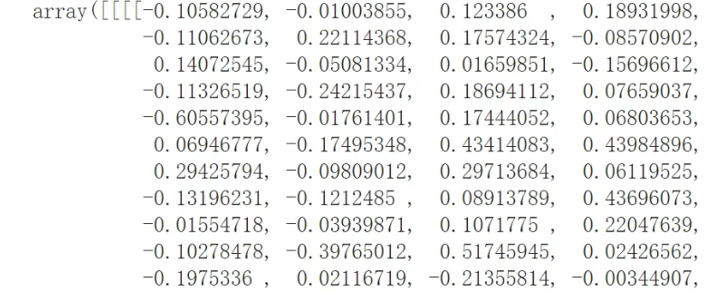 array([[[[-0.10582729, -0.01003855, 0.123386 , 0.18931998,
-0.11062673, 0.22114368, 0.17574324, -0.08570902,
0.14072545, -0.05081334, 0.01659851, -0.15696612,
-0.11326519, -0.24215437, 0.18694112, 0.07659037,
-0.60557395, -0.01761401, 0.17444052, 0.06803653,
0.06946777, -0.17495348, 0.43414083, 0.43984896,
0.29425794, -0.09809012, 0.29713684, 0.06119525,
-0.13196231, -0.1212485 , 0.08913789, 0.43696073,
-0.01554718, -0.03939871, 0.1071775 , 0.22047639,
-0.10278478, -0.39765012, 0.51745945, 0.02426562,
-0.1975336 , 0.02116719, -0.21355814, -0.00344907,